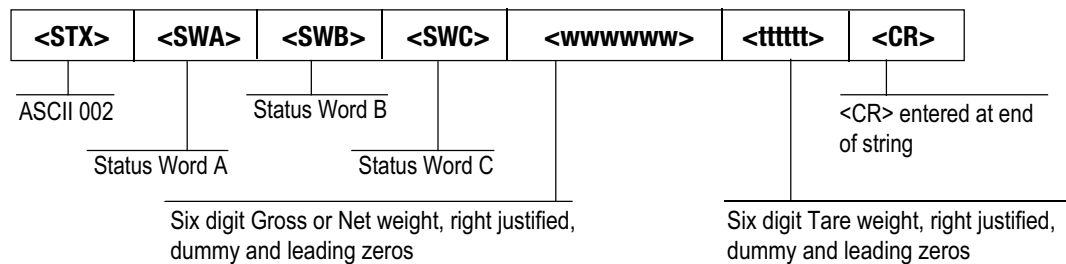 <STX> <SWA> <SWB> <SWC> <wwwwww> <tttttt> <CR>
ASCII 002
Status Word B
<CR> entered at end
of string
Status Word A
Status Word C
Six digit Gross or Net weight, right justified,
dummy and leading zeros
Six digit Tare weight, right justified,
dummy and leading zeros